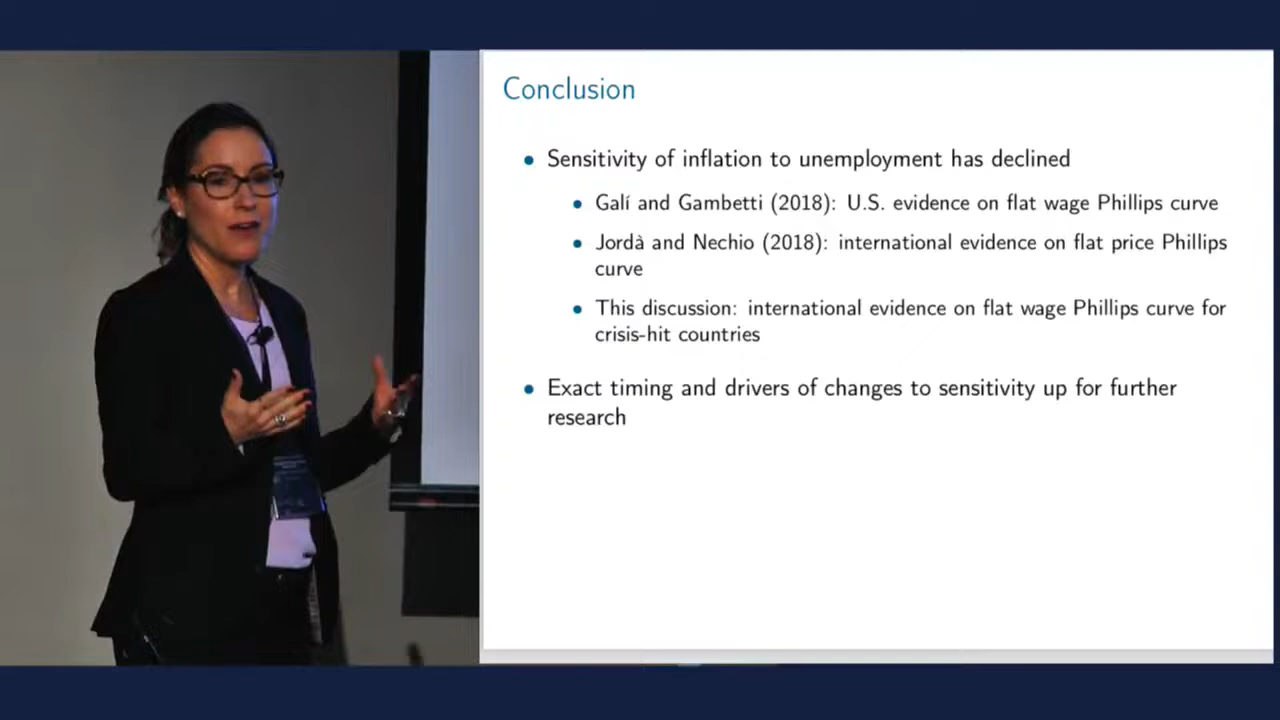 Conclusion
Sensitivity of inflation to unemployment has declined
Galí and Gambetti (2018): U.S. evidence on flat wage Phillips curve
Jordà and Nechio (2018): international evidence on flat price Phillips
curve
This discussion: international evidence on flat wage Phillips curve for
crisis-hit countries
Exact timing and drivers of changes to sensitivity up for further
research